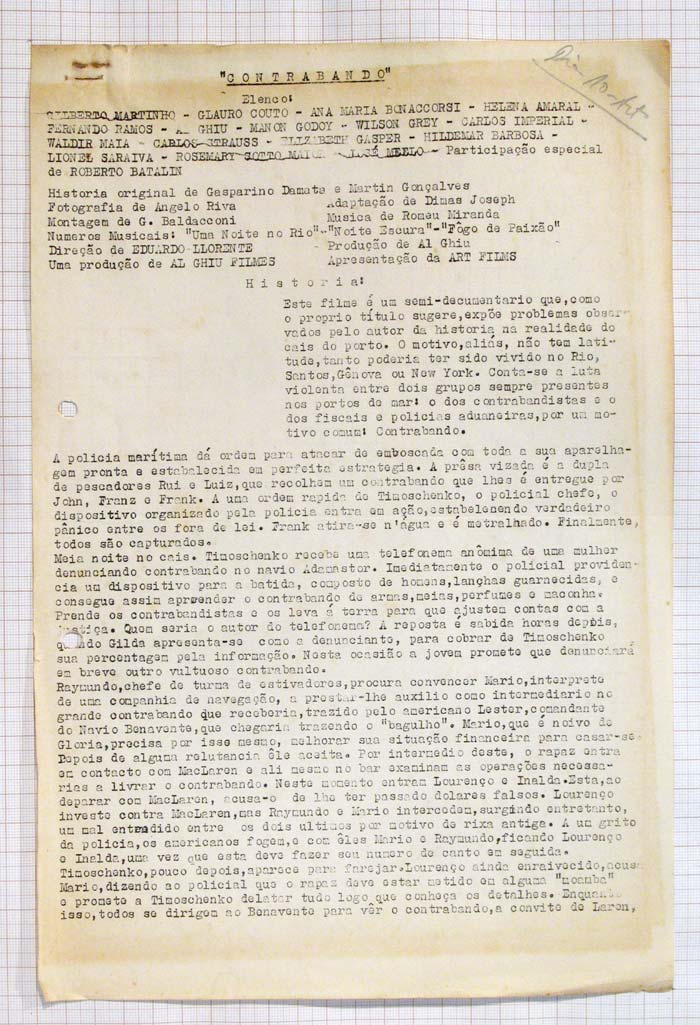 "CONTRABANDO"
Elenco:
GILBERTO MARTINHO - GLAURO COUTO - ANA MARIA BONACCORSI - HELENA AMARAL -
FERNANDO RAMOS - AL GHIU - MANON GODOY - WILSON GREY - CARLOS IMPERIAL -
WALDIR MAIA - CARLOS STRAUSS - ELIZABETH GASPER - HILDEMAR BARBOSA -
LIONEL SARAIVA - ROSEMARY SOTTO MAIOR - JOSÉ MELLO - Participação especial
de ROBERTO BATALIN
Historia original de Gasparino Damata e Martin Gonçalves
Fotografia de Angelo Riva - Adaptação de Dimas Joseph
Montagem de G. Baldacconi Musica de Romeu Miranda
Numeros Musicais: "Uma Noite no Rio"-"Noite Escura"-"Fôgo de Paixão"
Direção de EDUARDO LLORENTE - Produção de Al Ghiu
Uma produção de AL GHIU FILMES Apresentação da ART FILMS
Historia:
Este filme é um semi-decumentario que,como
o proprio título sugere,expõe problemas obser-
vados pelo autor da historia na realidade do
cais do porto. O motivo,aliás, não tem lati-
tude,tanto poderia ter sido vivido no Rio,
Santos,Gênova ou New York. Conta-se a luta
violenta entre dois grupos sempre presentes
nos portos de mar: o dos contrabandistas e o
dos fiscais e policias aduaneiras,por um mo-
tivo comum: Contrabando.
A policia marítima dá ordem para atacar de emboscada com toda a sua aparelha-
gem pronta e estabalecida em perfeita estrategia. A prêsa vizada é a dupla
de pescadores Rui e Luiz,que recolhem um contrabando que lhes é entregue por
John, Franz e Frank. A uma ordem rapida de Timoschenko, o policial chefe, o
dispositivo organizado pela policia entra em ação,estabelecendo verdadeiro
pânico entre os fora de lei. Frank atira-se n'água e é metralhado. Finalmente,
todos são capturados.
Meia noite no cais. Timoschenko recebe uma telefonema anônima de uma mulher
denunciando contrabando no navio Adamastor. Imediatamente o policial providen-
cia um dispositivo para a batida, composto de homens,lanchas guarnecidas, e
consegue assim apreender o contrabando de armas,meias,perfumes e maconha.
Prende os contrabandistas e os leva á terra para que ajustem contas com a
justiça. Quem seria o autor do telefonema? A reposta é sabida horas depois,
quando Gilda apresenta-se como a denunciante, para cobrar de Timoschenko
sua percentagem pela informação. Nesta ocasião a jovem promete que denunciará
em breve outro vultuoso contrabando.
Raymundo,chefe de turma de estivadores,procura convencer Mario,interprete
de uma companhia de navegação, a prestar-lhe auxilio como intermediario no
grande contrabando que receberia,trazido pelo americano Lester,comandante
do Navio Benavente,que chegaria trazendo o "bagulho". Mario,que é noivo de
Gloria,precisa por isse mesmo, melhorar sua situação financeira para casar-se.
Depois de alguma relutancia êle aceita. Por intermedio deste, o rapaz entra
em contacto com MacLaren e ali mesmo no bar examinam as operações necessa-
rias a livrar o contrabando. Neste momento entram Lourenço e Inalda.Esta,ao
deparar com MacLaren, acusa-o de lhe ter passado dolares falsos. Lourenço
investe contra MacLaren,mas Raymundo e Mario intercedem,surgindo entretanto,
um mal entendido entre os dois ultimos por motivo de rixa antiga. A um grito
da policia,os americanos fogem,e com êles Mario e Raymundo,ficando Lourenço
e Inalda,uma vez que esta deve fazer seu numero de canto em seguida.
Timoschenko,pouco depois,aparece para farejar.Lourenço ainda enraivecido,acusa
Mario,dizendo ao policial que o rapaz deve estar metido em alguma "moamba"
e promete a Timoschenko delatar tudo logo que conheça os detalhes. Enquanto
isso,todos se dirigem ao Benavente para vêr o contrabando,a convite de Laren,